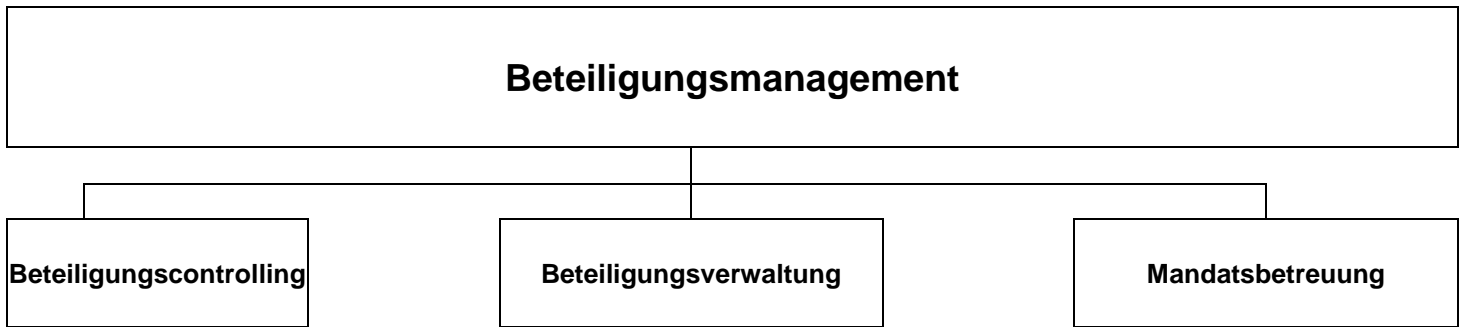 Beteiligungsmanagement
Beteiligungscontrolling
Beteiligungsverwaltung
Mandatsbetreuung